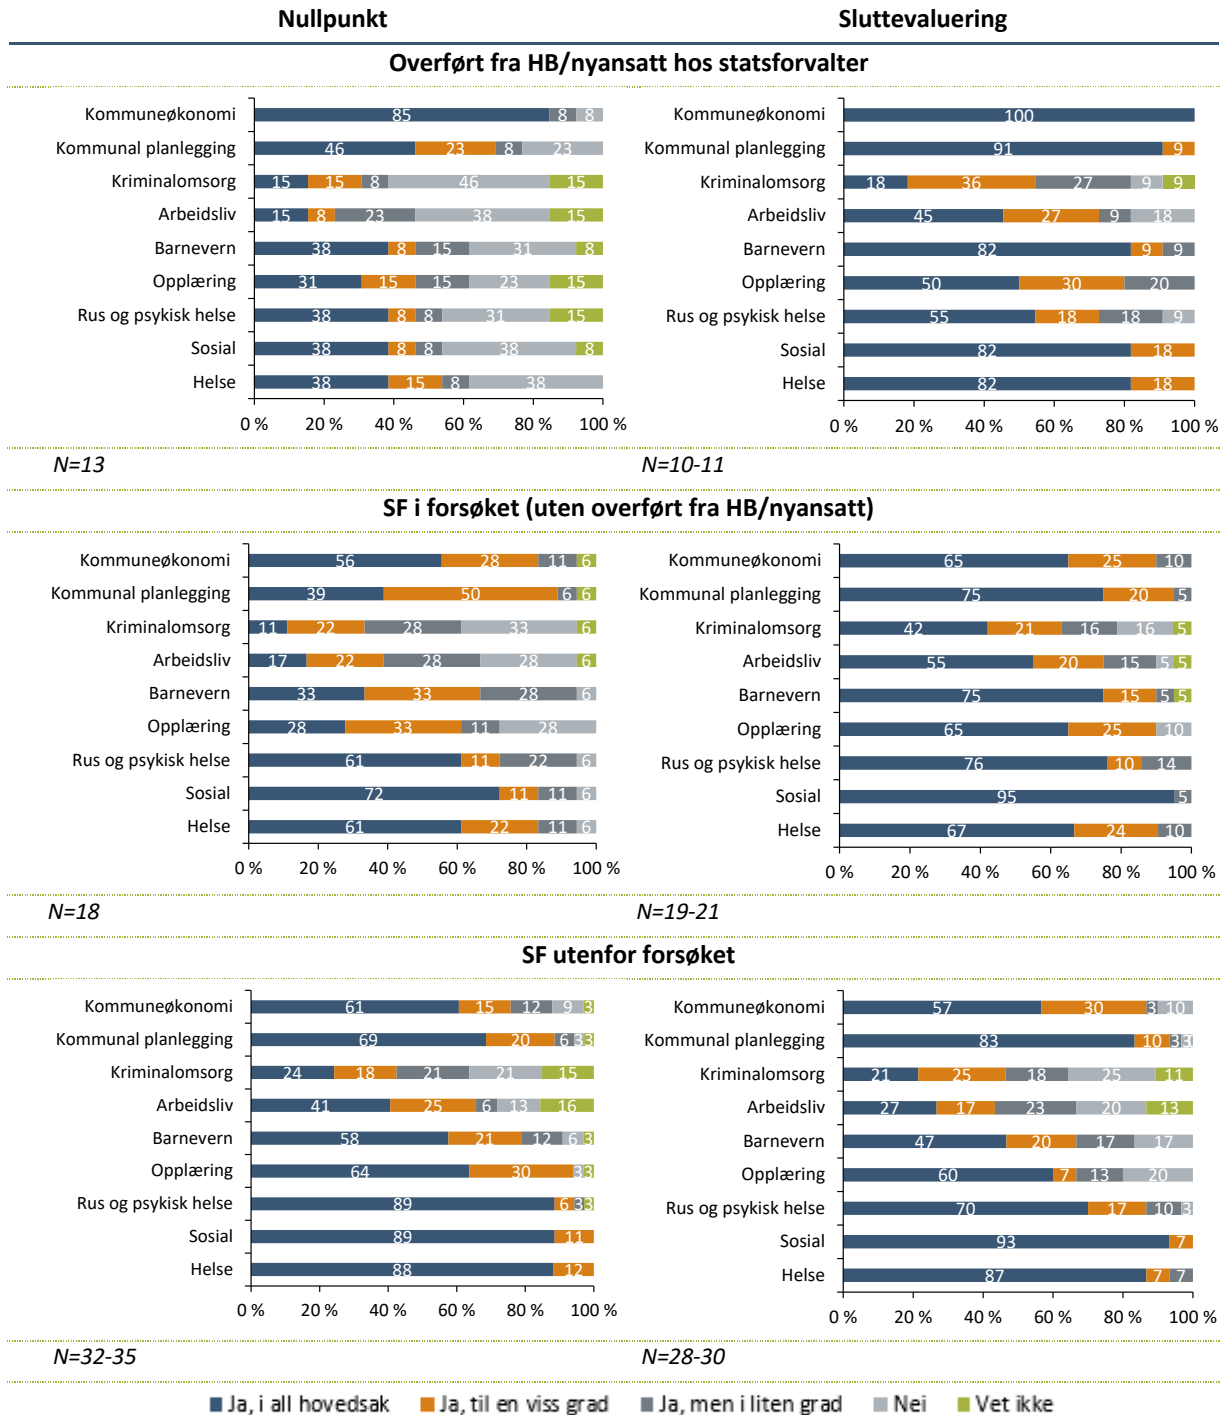 Nullpunkt Sluttevaluering
Overført fra HB/nyansatt hos statsforvalter
Kommuneøkonomi 85 8 8 Kommuneøkonomi 100
Kommunal planlegging 46 23 8 23 Kommunal planlegging 91 9
Kriminalomsorg 15 15 8 46 15 Kriminalomsorg 18 36 27 9 9
Arbeidsliv 15 8 23 38 15 Arbeidsliv 45 27 9 18
Barnevern 38 8 15 31 8 Barnevern 82 9 9
Opplæring 31 15 15 23 15 Opplæring 50 30 20
Rus og psykisk helse 38 8 8 31 15 Rus og psykisk helse 55 18 18 9
Sosial 38 8 8 38 8 Sosial 82 18
Helse 38 15 8 38 Helse 82 18
0 % 20 % 40 % 60 % 80 % 100 % 0 % 20 % 40 % 60 % 80 % 100 %
N=13 N=10-11
SF i forsøket (uten overført fra HB/nyansatt)
Kommuneøkonomi 56 28 11 6 Kommuneøkonomi 65 25 10
Kommunal planlegging 39 50 6 6 Kommunal planlegging 75 20 5
Kriminalomsorg 11 22 28 33 6 Kriminalomsorg 42 21 16 16 5
Arbeidsliv 17 22 28 28 6 Arbeidsliv 55 20 15 5 5
Barnevern 33 33 28 6 Barnevern 75 15 5 5
Opplæring 28 33 11 28 Opplæring 65 25 10
Rus og psykisk helse 61 11 22 6 Rus og psykisk helse 76 10 14
Sosial 72 11 11 6 Sosial 95 5
Helse 61 22 11 6 Helse 67 24 10
0 % 20 % 40 % 60 % 80 % 100 % 0 % 20 % 40 % 60 % 80 % 100 %
N=18 N=19-21
SF utenfor forsøket
Kommuneøkonomi 61 15 12 9 3 Kommuneøkonomi 57 30 3 10
Kommunal planlegging 69 20 6 3 3 Kommunal planlegging 83 10 3 3
Kriminalomsorg 24 18 21 21 15 Kriminalomsorg 21 25 18 25 11
Arbeidsliv 41 25 6 13 16 Arbeidsliv 27 17 23 20 13
Barnevern 58 21 12 6 3 Barnevern 47 20 17 17
Opplæring 64 30 3 3 Opplæring 60 7 13 20
Rus og psykisk helse 89 6 3 3 Rus og psykisk helse 70 17 10 3
Sosial 89 11 Sosial 93 7
Helse 88 12 Helse 87 7 7
0 % 20 % 40 % 60 % 80 % 100 % 0 % 20 % 40 % 60 % 80 % 100 %
N=32-35 N=28-30
Ja, i all hovedsak Ja, til en viss grad Ja, men i liten grad Nei Vet ikke